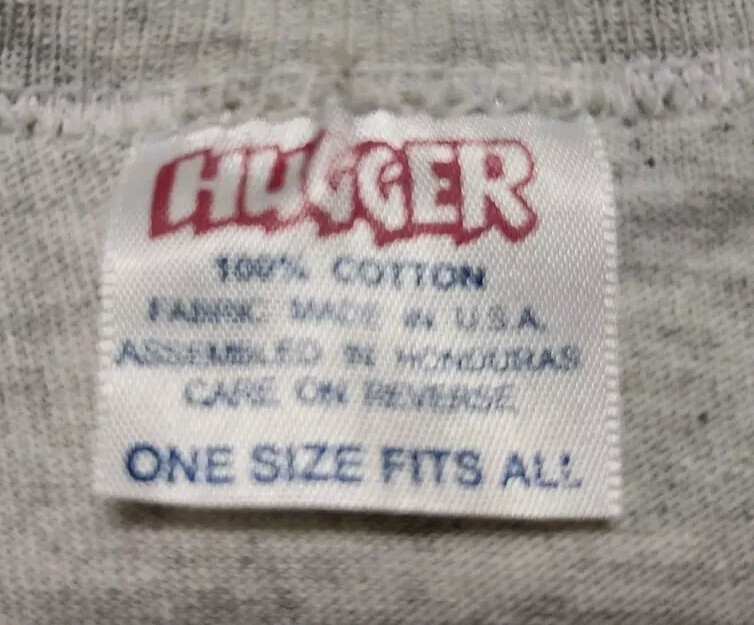 HUGGER
100% COTTON
FABRIC MADE IN U.S.A.
ASSEMBLED IN HONDURAS
CARE ON REVERSE
ONE SIZE FITS ALL